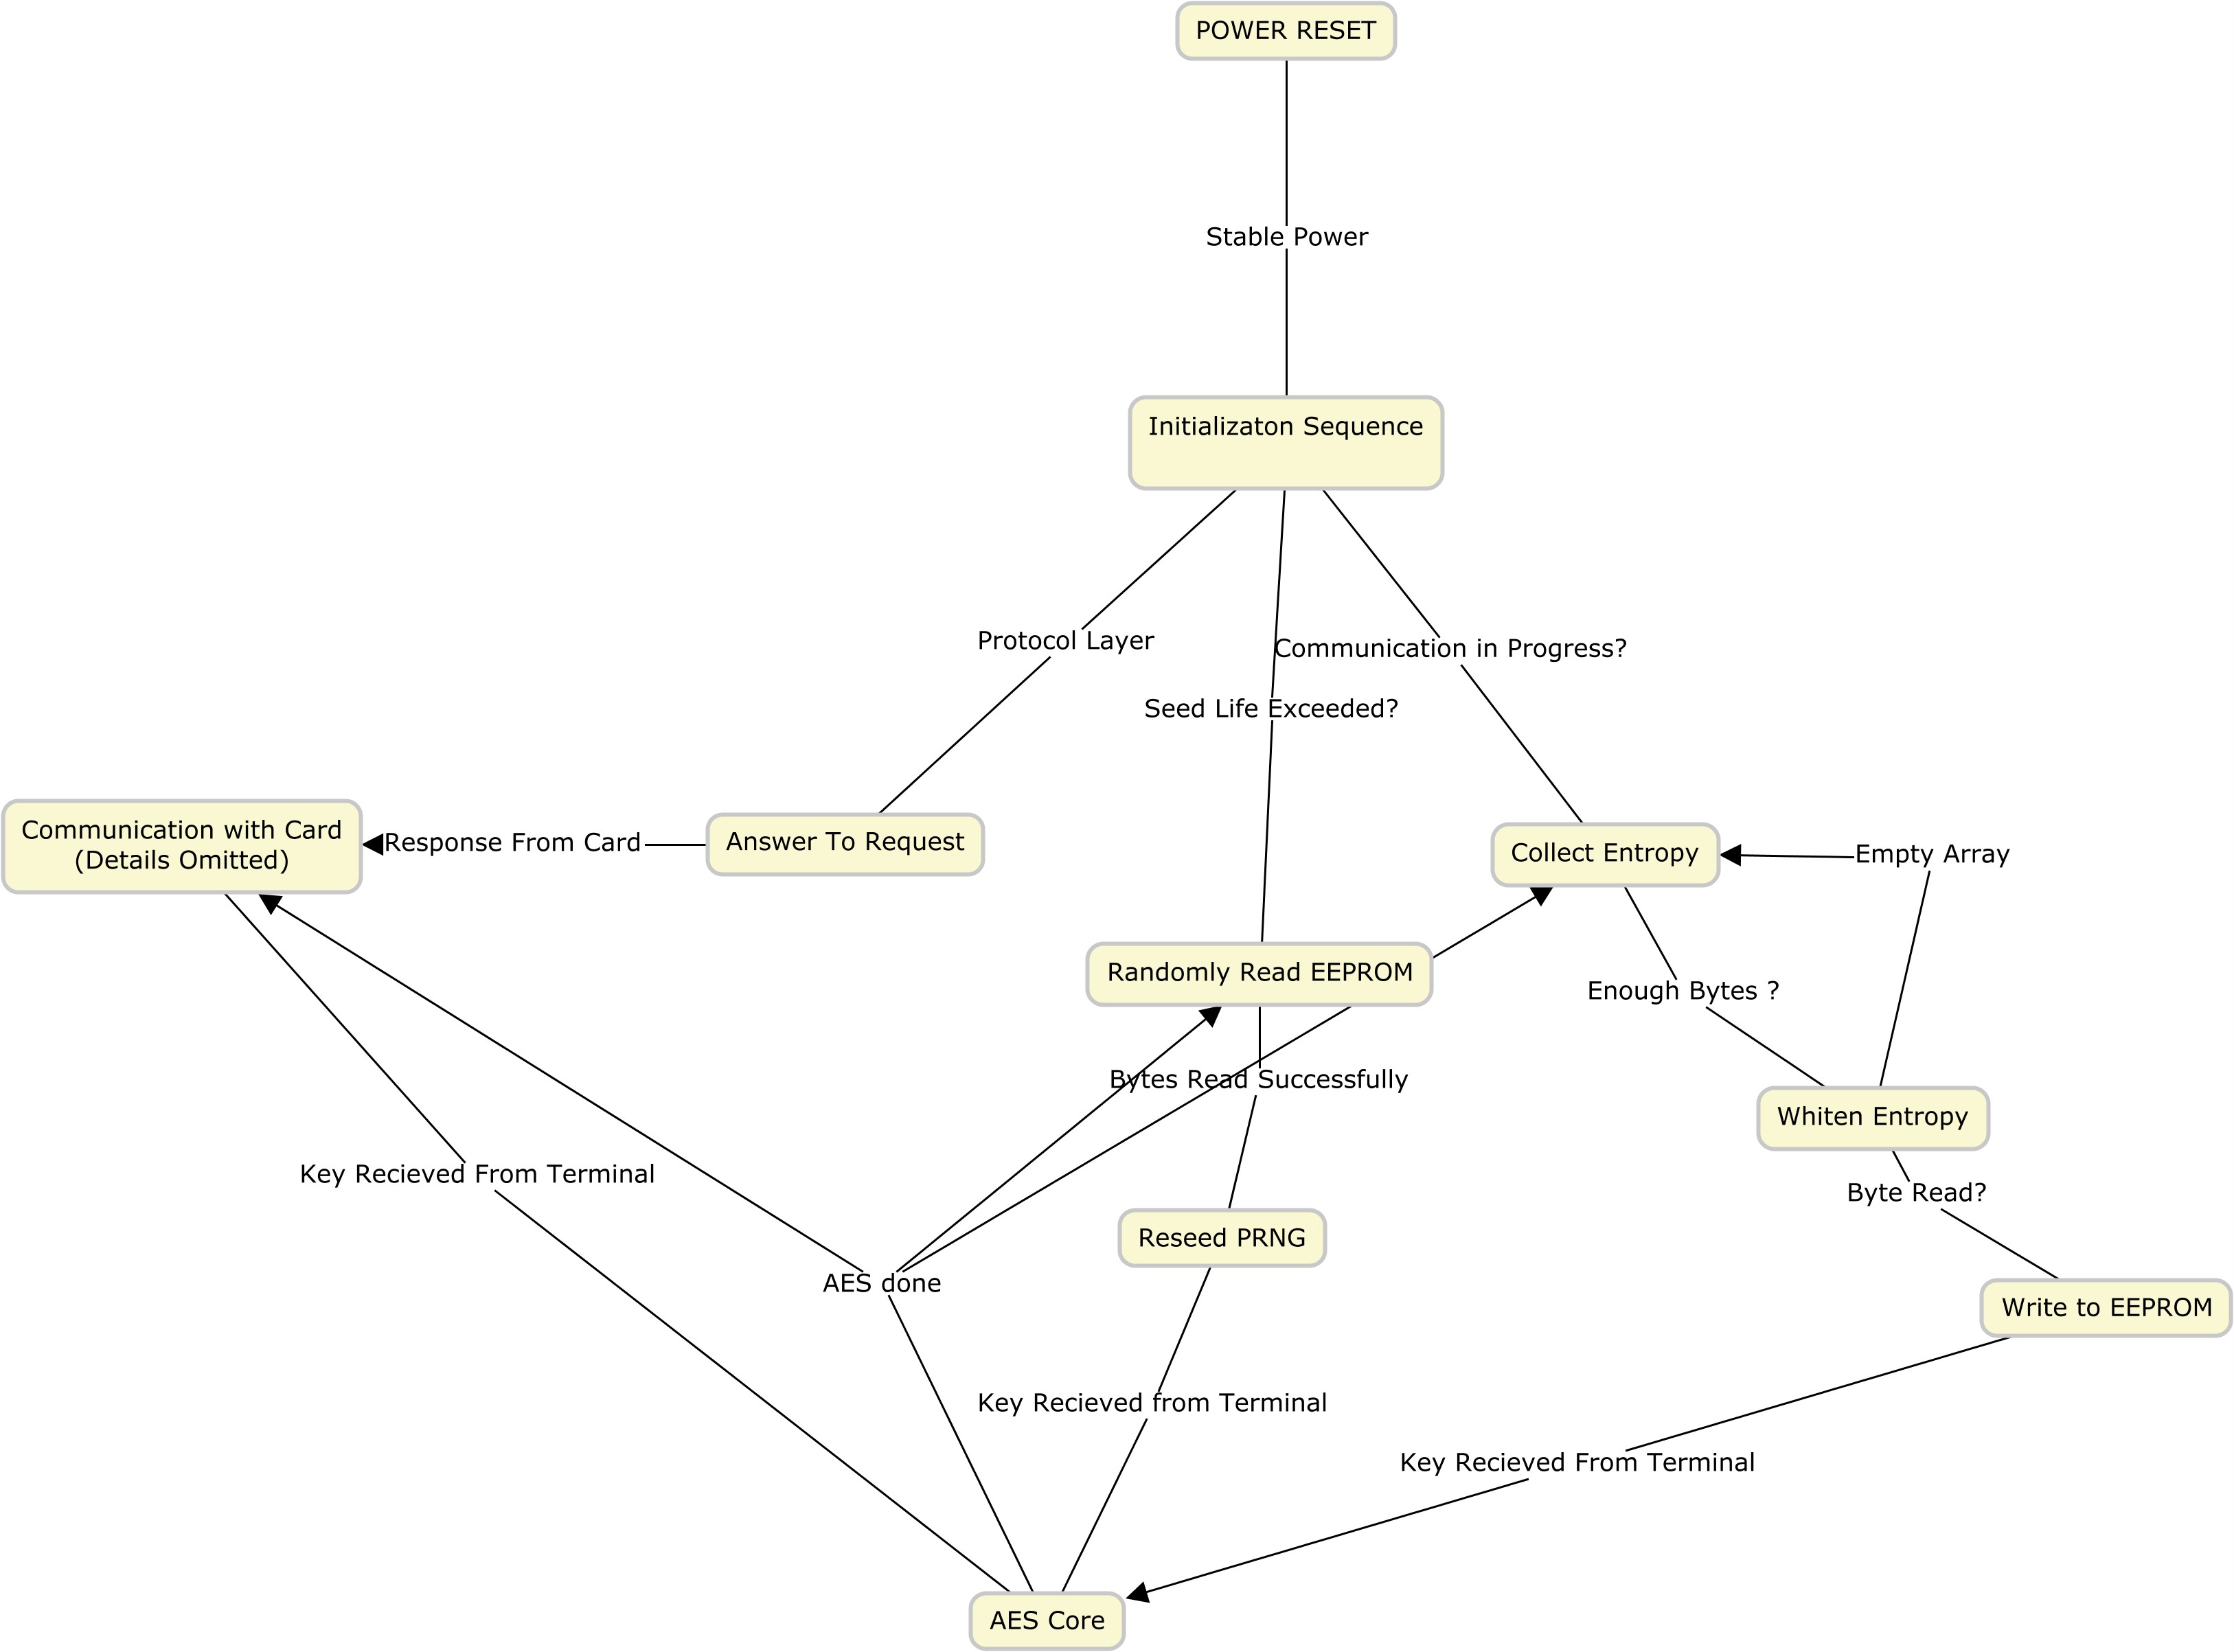 POWER RESET
Stable Power
Initializaton Sequence
Protocol Layer
Communication in Progress?
Seed Life Exceeded?
Communication with Card
(Details Omitted)
Response From Card
Answer To Request
Collect Entropy
Empty Array
Randomly Read EEPROM
Enough Bytes ?
Bytes Read Successfully
Whiten Entropy
Key Recieved From Terminal
Byte Read?
Reseed PRNG
AES done
Write to EEPROM
Key Recieved from Terminal
Key Recieved From Terminal
AES Core